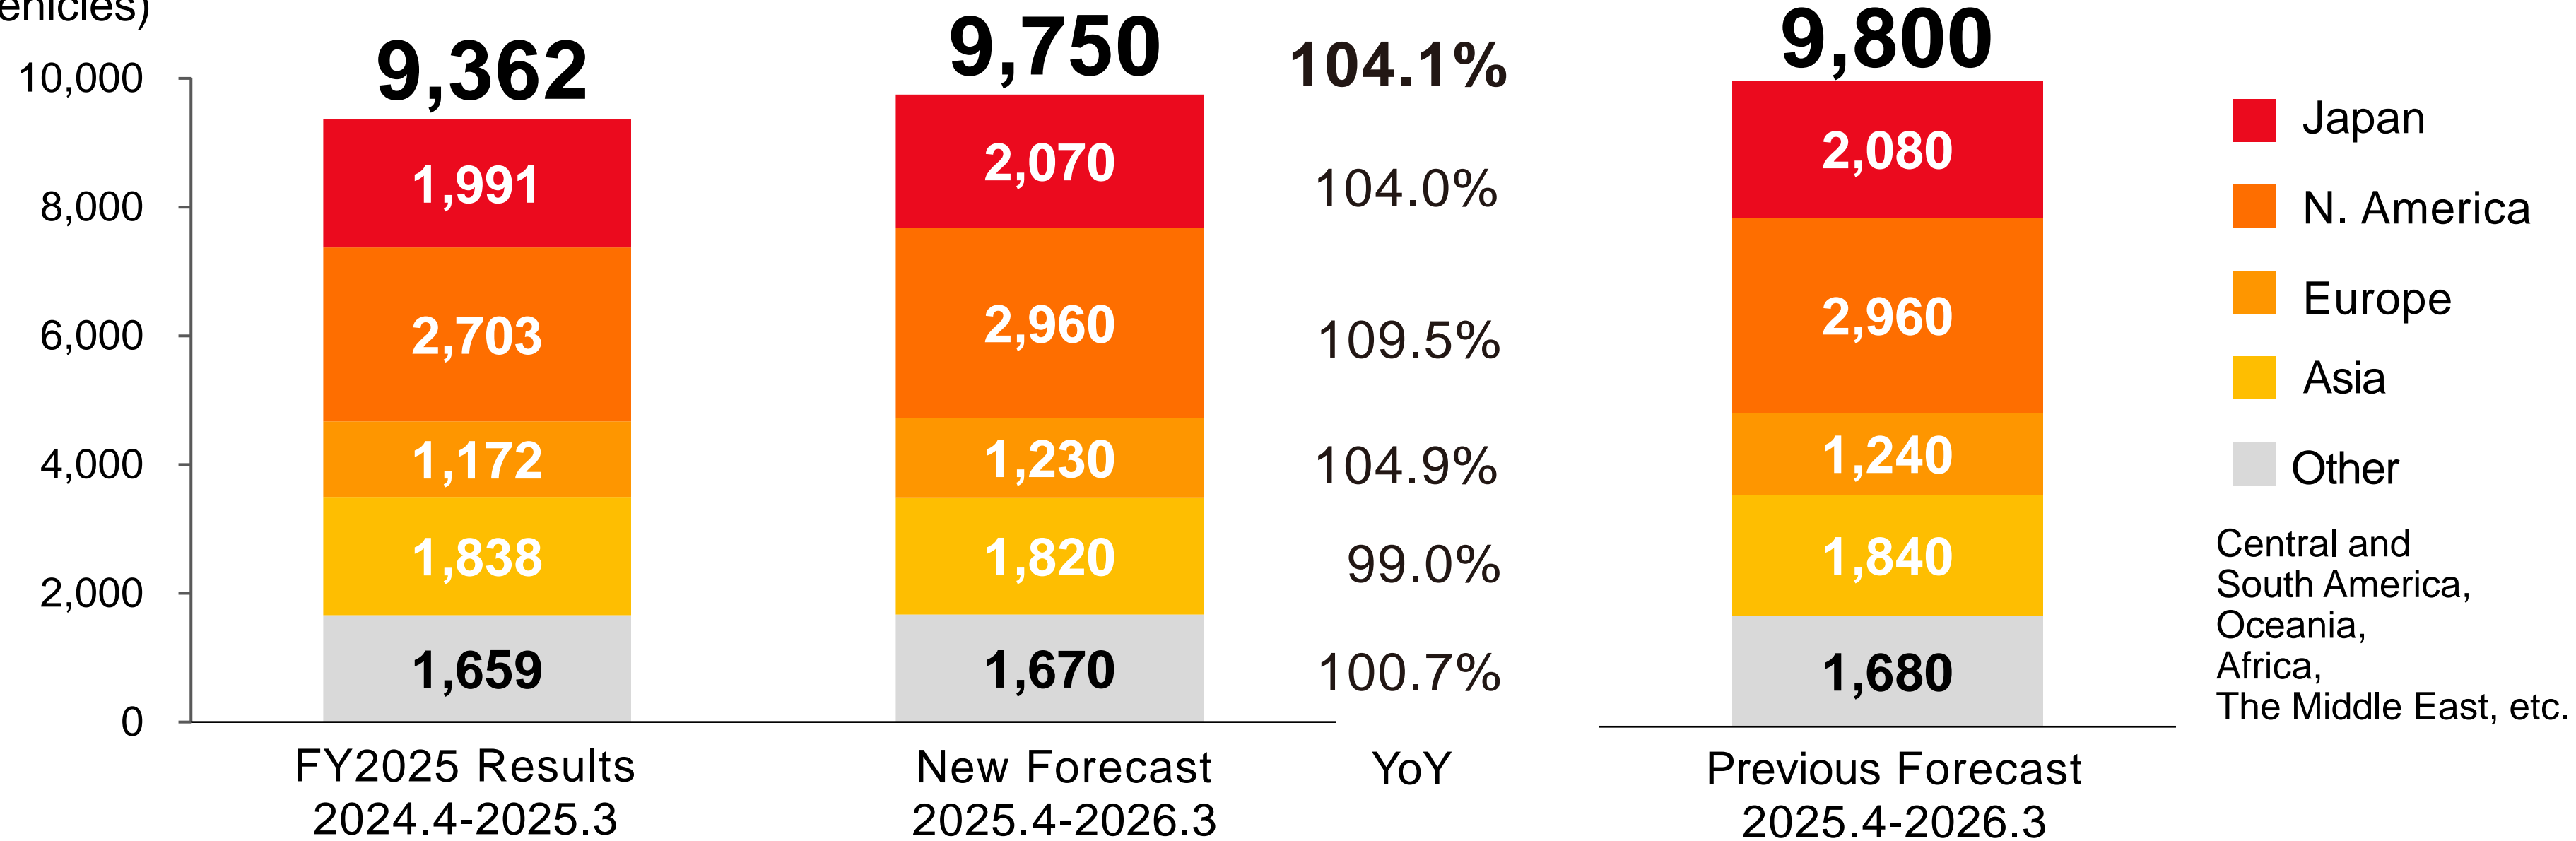 9,362
9,750
104.1%
9,800
10,000
8,000
6,000
4,000
2,000
0
1,991
2,703
1,172
1,838
1,659
2,070
2,960
1,230
1,820
1,670
104.0%
109.5%
104.9%
99.0%
100.7%
2,080
2,960
1,240
1,840
1,680
Japan
N. America
Europe
Asia
Other
Central and
South America,
Oceania,
Africa,
The Middle East, etc.
FY2025 Results
2024.4-2025.3
New Forecast
2025.4-2026.3
YoY
Previous Forecast
2025.4-2026.3